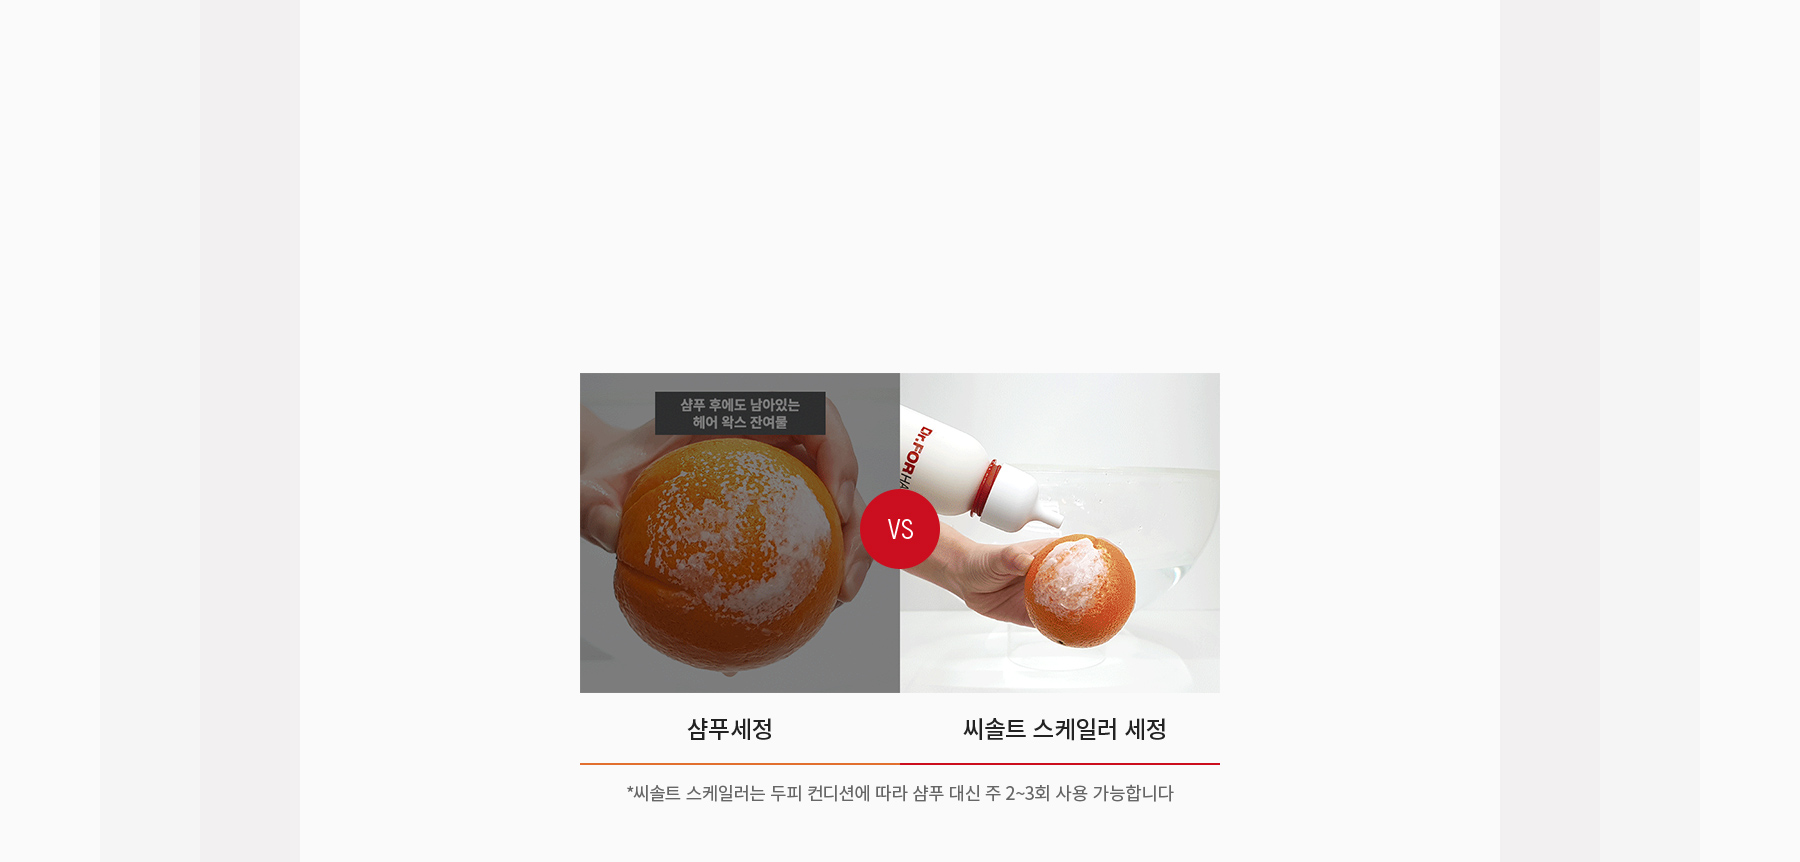 샴푸 후에도 남아있는
헤어 왁스 잔여물
Dr.FORHA
VS
샴푸세정
씨솔트 스케일러 세정
*씨솔트 스케일러는 두피 컨디션에 따라 샴푸 대신 주 2~3회 사용 가능합니다